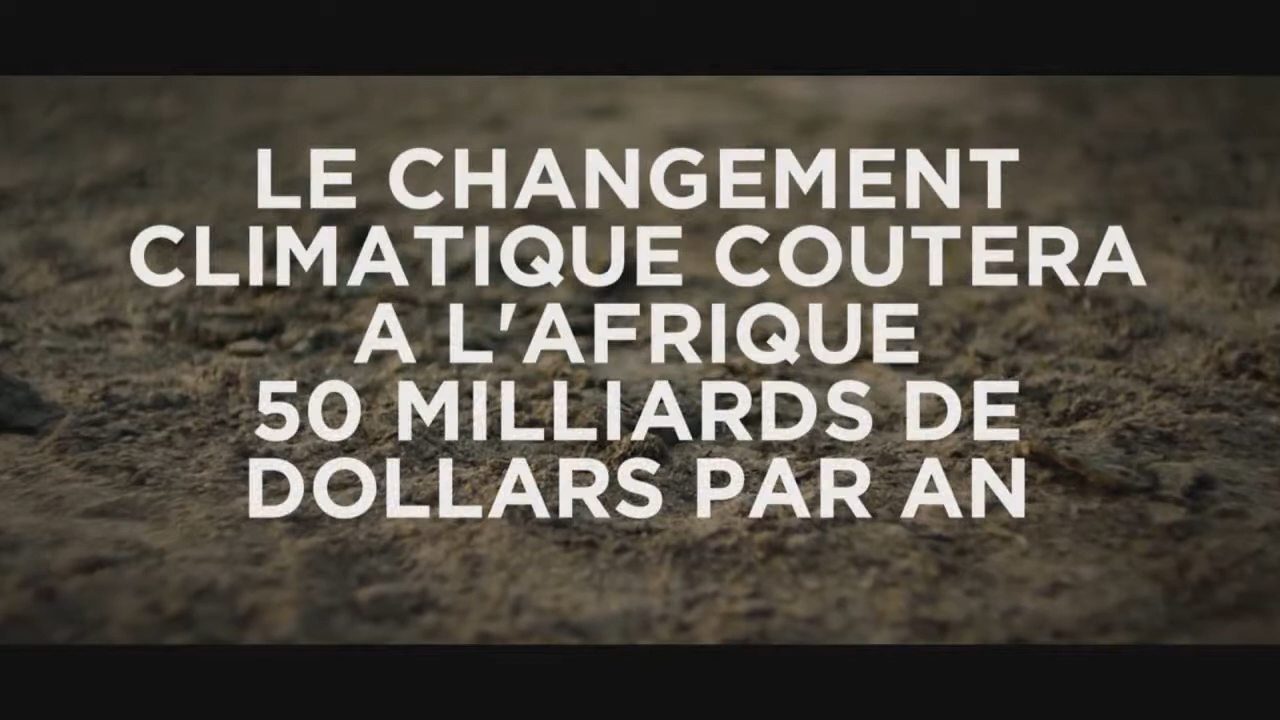 LE CHANGEMENT
CLIMATIQUE COUTERA
A L'AFRIQUE
50 MILLIARDS DE
DOLLARS PAR AN